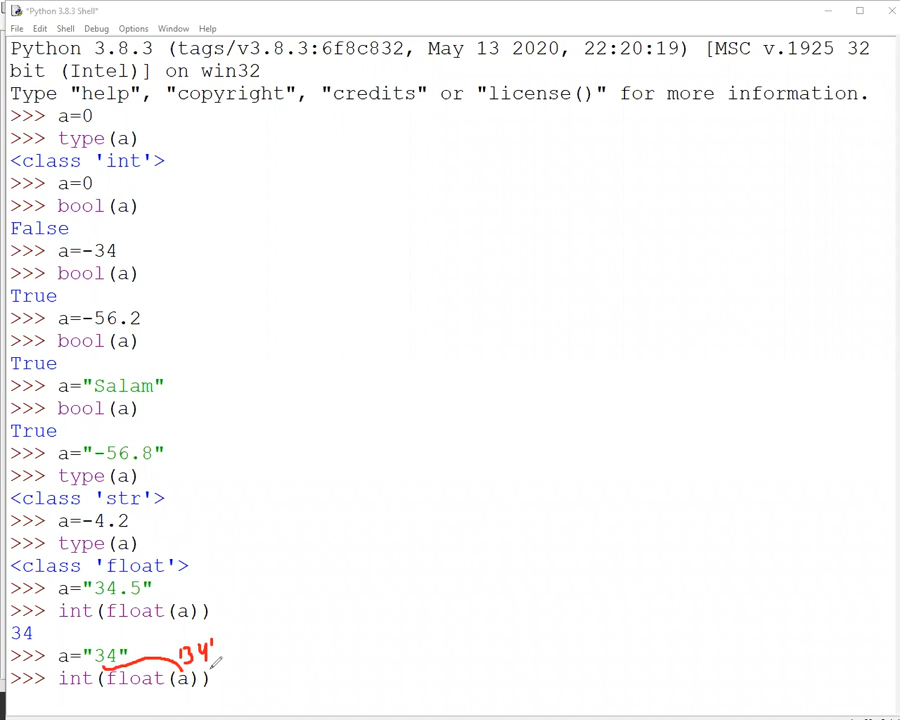 *Python 3.8.3 Shell*
File Edit Shell Debug Options Window Help
Python 3.8.3 (tags/v3.8.3:6f8c832, May 13 2020, 22:20:19) [MSC v.1925 32
bit (Intel)] on win32
Type "help", "copyright", "credits" or "license()" for more information.
>>> a=0
>>> type(a)
<class 'int'>
>>> a=0
>>> bool(a)
False
>>> a=-34
>>> bool(a)
True
>>> a=-56.2
>>> bool(a)
True
>>> a="Salam"
>>> bool(a)
True
>>> a="-56.8"
>>> type(a)
<class 'str'>
>>> a=-4.2
>>> type(a)
<class 'float'>
>>> a="34.5"
>>> int(float(a))
34
>>> a="34" '34'
>>> int(float(a))